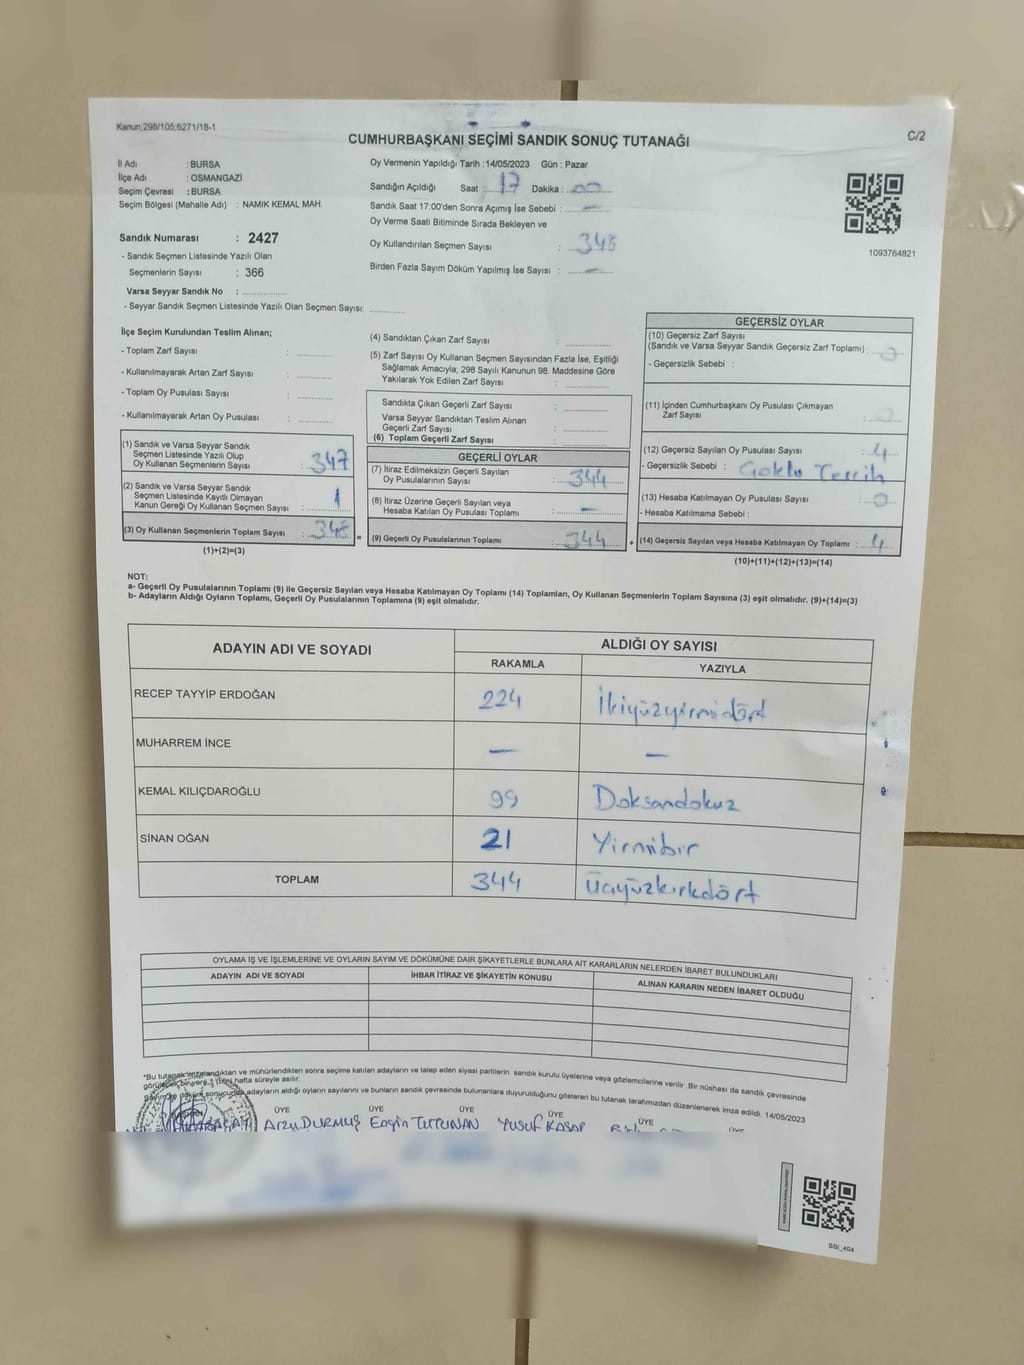 Kanun;298/105;6271/18-1
CUMHURBAŞKANI SEÇİMİ SANDIK SONUÇ TUTANAĞI
C/2
İl Adı : BURSA
İlçe Adı : OSMANGAZİ
Seçim Çevresi : BURSA
Seçim Bölgesi (Mahalle Adı) : NAMIK KEMAL MAH.
Sandık Numarası : 2427
- Sandık Seçmen Listesinde Yazılı Olan
Seçmenlerin Sayısı : 366
Varsa Seyyar Sandık No :
- Seyyar Sandık Seçmen Listesinde Yazılı Olan Seçmen Sayısı:
Oy Vermenin Yapıldığı Tarih :14/05/2023 Gün : Pazar
Sandığın Açıldığı Saat : 17 Dakika : 00
Sandık Saat 17:00'den Sonra Açımış İse Sebebi : —
Oy Verme Saati Bitiminde Sırada Bekleyen ve
Oy Kullandırılan Seçmen Sayısı : 348
Birden Fazla Sayım Döküm Yapılmış İse Sayısı : —
1093764821
İlçe Seçim Kurulundan Teslim Alınan;
- Toplam Zarf Sayısı :
- Kullanılmayarak Artan Zarf Sayısı :
- Toplam Oy Pusulası Sayısı :
- Kullanılmayarak Artan Oy Pusulası :
(1) Sandık ve Varsa Seyyar Sandık
Seçmen Listesinde Yazılı Olup
Oy Kullanan Seçmenlerin Sayısı : 347
(2) Sandık ve Varsa Seyyar Sandık
Seçmen Listesinde Kayıtlı Olmayan
Kanun Gereği Oy Kullanan Seçmen Sayısı : 1
(3) Oy Kullanan Seçmenlerin Toplam Sayısı : 348 =
(1)+(2)=(3)
(4) Sandıktan Çıkan Zarf Sayısı :
(5) Zarf Sayısı Oy Kullanan Seçmen Sayısından Fazla İse, Eşitliği
Sağlamak Amacıyla; 298 Sayılı Kanunun 98. Maddesine Göre
Yakılarak Yok Edilen Zarf Sayısı :
Sandıkta Çıkan Geçerli Zarf Sayısı :
Varsa Seyyar Sandıktan Teslim Alınan
Geçerli Zarf Sayısı :
(6) Toplam Geçerli Zarf Sayısı :
GEÇERLİ OYLAR
(7) İtiraz Edilmeksizin Geçerli Sayılan
Oy Pusulalarının Sayısı : 344
(8) İtiraz Üzerine Geçerli Sayılan veya
Hesaba Katılan Oy Pusulası Toplamı : —
(9) Geçerli Oy Pusulalarının Toplamı : 344 +
GEÇERSİZ OYLAR
(10) Geçersiz Zarf Sayısı
(Sandık ve Varsa Seyyar Sandık Geçersiz Zarf Toplamı) : 0
- Geçersizlik Sebebi :
(11) İçinden Cumhurbaşkanı Oy Pusulası Çıkmayan
Zarf Sayısı :
(12) Geçersiz Sayılan Oy Pusulası Sayısı : 4
- Geçersizlik Sebebi : Çoklu Tercih
(13) Hesaba Katılmayan Oy Pusulası Sayısı : 0
- Hesaba Katılmama Sebebi :
(14) Geçersiz Sayılan veya Hesaba Katılmayan Oy Toplamı : 4
(10)+(11)+(12)+(13)=(14)
NOT:
a- Geçerli Oy Pusulalarının Toplamı (9) ile Geçersiz Sayılan veya Hesaba Katılmayan Oy Toplamı (14) Toplamları, Oy Kullanan Seçmenlerin Toplam Sayısına (3) eşit olmalıdır. (9)+(14)=(3)
b- Adayların Aldığı Oyların Toplamı, Geçerli Oy Pusulalarının Toplamına (9) eşit olmalıdır.
ADAYIN ADI VE SOYADI
ALDIĞI OY SAYISI
RAKAMLA YAZIYLA
RECEP TAYYİP ERDOĞAN 224 İkiyüzyirmidört
MUHARREM İNCE — —
KEMAL KILIÇDAROĞLU 99 Doksandokuz
SİNAN OĞAN 21 Yirmibir
TOPLAM 344 Üçyüzkırkdört
OYLAMA İŞ VE İŞLEMLERİNE VE OYLARIN SAYIM VE DÖKÜMÜNE DAİR ŞİKAYETLERLE BUNLARA AİT KARARLARIN NELERDEN İBARET BULUNDUKLARI
ADAYIN ADI VE SOYADI İHBAR İTİRAZ VE ŞİKAYETİN KONUSU ALINAN KARARIN NEDEN İBARET OLDUĞU
*Bu tutanak imzalandıktan ve mühürlendikten sonra seçime katılan adayların ve talep eden siyasi partilerin sandık kurulu üyelerine veya gözlemcilerine verilir. Bir nüshası da sandık çevresinde
görülecek bir yere 1 (bir) hafta süreyle asılır.
Sayım ve döküm sonucunda adayların aldığı oyların sayılarını ve bunların sandık çevresinde bulunanlara duyurulduğunu gösteren bu tutanak tarafımızdan düzenlenerek imza edildi. 14/05/2023
BAŞKAN ÜYE ÜYE ÜYE ÜYE ÜYE ÜYE
Arzu DURMUŞ Engin TUTUNAN YUSUF KASAP
SSİ_404